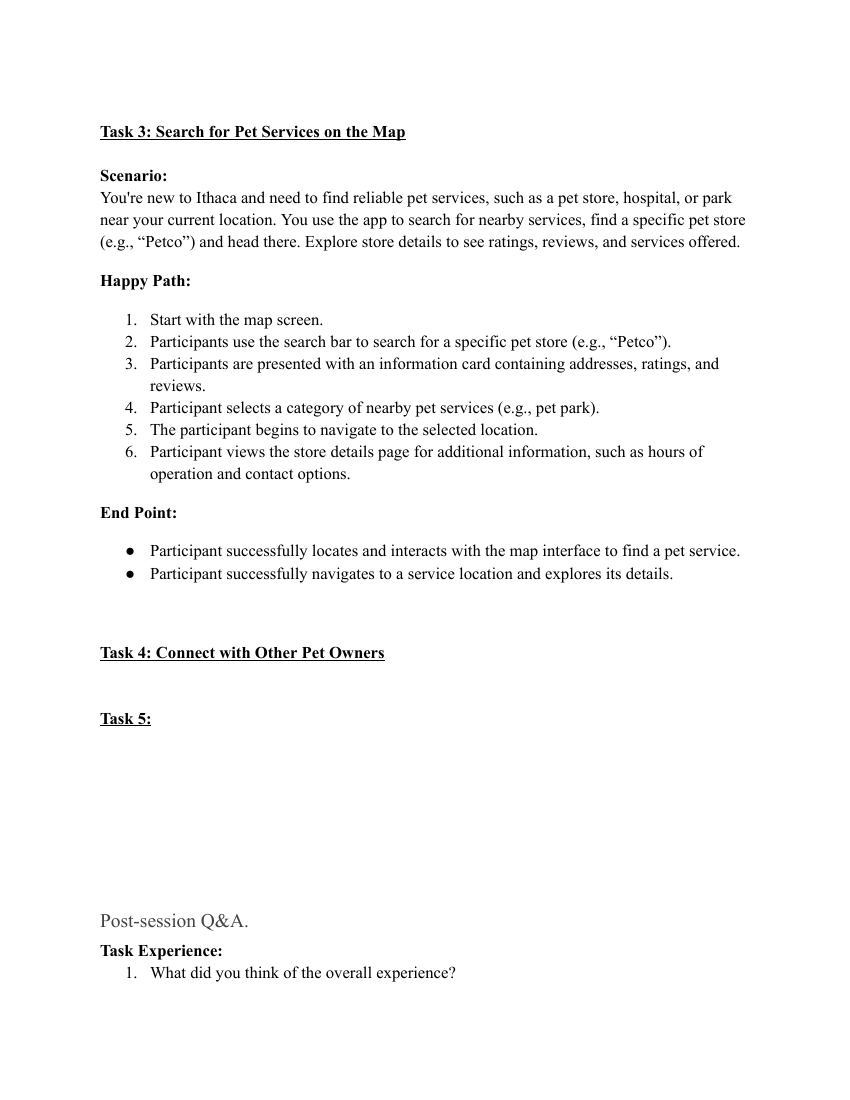 Task 3: Search for Pet Services on the Map
Scenario:
You're new to Ithaca and need to find reliable pet services, such as a pet store, hospital, or park
near your current location. You use the app to search for nearby services, find a specific pet store
(e.g., “Petco”) and head there. Explore store details to see ratings, reviews, and services offered.
Happy Path:
1. Start with the map screen.
2. Participants use the search bar to search for a specific pet store (e.g., “Petco”).
3. Participants are presented with an information card containing addresses, ratings, and
reviews.
4. Participant selects a category of nearby pet services (e.g., pet park).
5. The participant begins to navigate to the selected location.
6. Participant views the store details page for additional information, such as hours of
operation and contact options.
End Point:
● Participant successfully locates and interacts with the map interface to find a pet service.
● Participant successfully navigates to a service location and explores its details.
Task 4: Connect with Other Pet Owners
Task 5:
Post-session Q&A.
Task Experience:
1. What did you think of the overall experience?